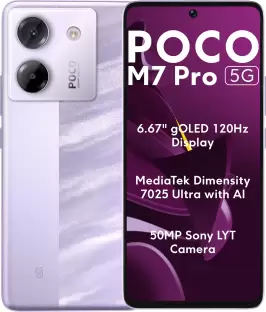 POCO
POCO
M7 Pro 5G
6.67" gOLED 120Hz
Display
MediaTek Dimensity
7025 Ultra with AI
50MP Sony LYT
Camera